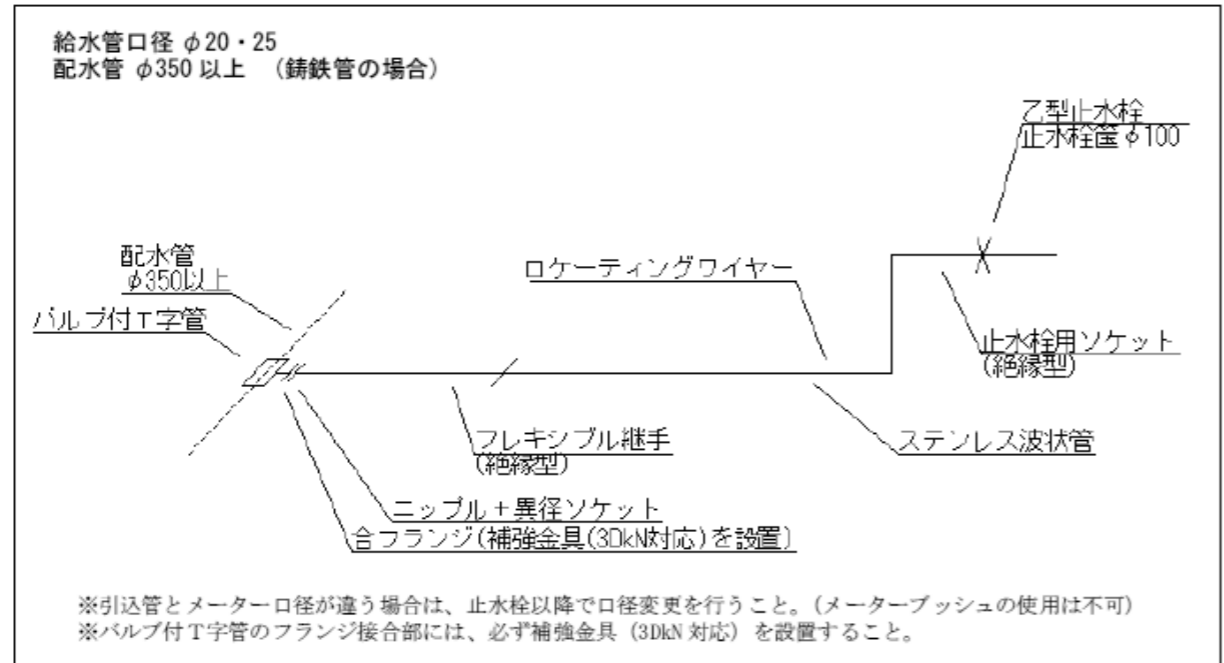 給水管口径 φ20・25
配水管 φ350 以上 （鋳鉄管の場合）
乙型止水栓
止水栓筺φ100
配水管
φ350以上
ロケーティングワイヤー
バルブ付T字管
止水栓用ソケット
(絶縁型)
フレキシブル継手
(絶縁型)
ステンレス波状管
ニップル＋異径ソケット
合フランジ(補強金具(3DkN対応)を設置)
※引込管とメーター口径が違う場合は、止水栓以降で口径変更を行うこと。（メーターブッシュの使用は不可）
※バルブ付T字管のフランジ接合部には、必ず補強金具（3DkN 対応）を設置すること。